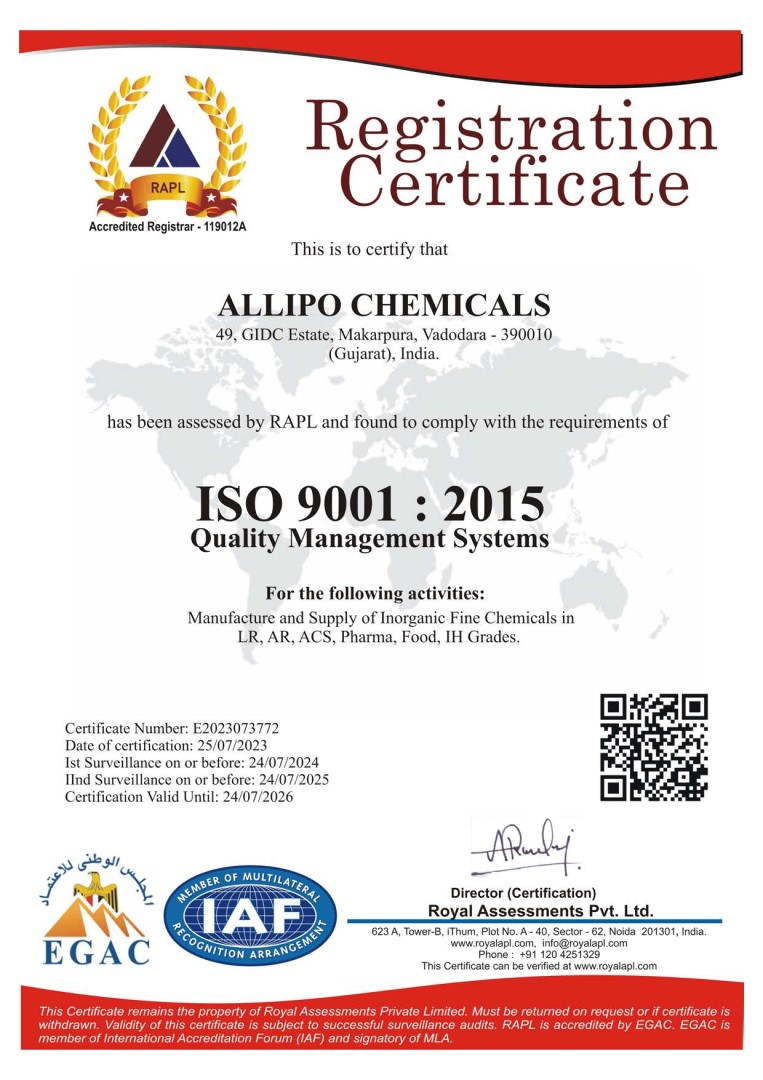 RAPL
Accredited Registrar - 119012A
Registration
Certificate
This is to certify that
ALLIPO CHEMICALS
49, GIDC Estate, Makarpura, Vadodara - 390010
(Gujarat), India.
has been assessed by RAPL and found to comply with the requirements of
ISO 9001 : 2015
Quality Management Systems
For the following activities:
Manufacture and Supply of Inorganic Fine Chemicals in
LR, AR, ACS, Pharma, Food, IH Grades.
Certificate Number: E2023073772
Date of certification: 25/07/2023
Ist Surveillance on or before: 24/07/2024
IInd Surveillance on or before: 24/07/2025
Certification Valid Until: 24/07/2026
المجلس الوطني للاعتماد
EGAC
MEMBER OF MULTILATERAL
IAF
RECOGNITION ARRANGEMENT
Director (Certification)
Royal Assessments Pvt. Ltd.
623 A, Tower-B, iThum, Plot No. A - 40, Sector - 62, Noida 201301, India.
www.royalapl.com, info@royalapl.com
Phone : +91 120 4251329
This Certificate can be verified at www.royalapl.com
This Certificate remains the property of Royal Assessments Private Limited. Must be returned on request or if certificate is
withdrawn. Validity of this certificate is subject to successful surveillance audits. RAPL is accredited by EGAC. EGAC is
member of International Accreditation Forum (IAF) and signatory of MLA.